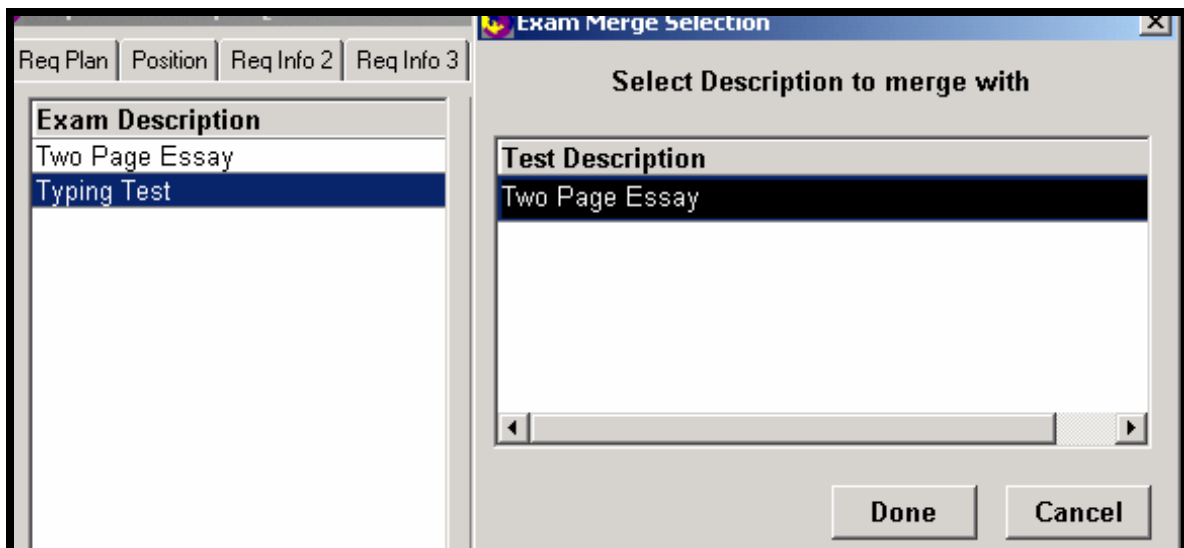 Exam Merge Selection
Req Plan Position Req Info 2 Req Info 3
Select Description to merge with
Exam Description
Two Page Essay
Typing Test
Test Description
Two Page Essay
Done Cancel